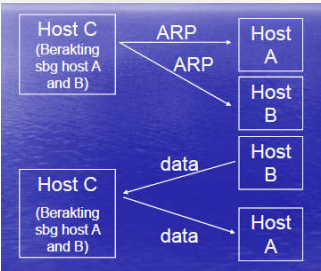 Host C
(Berakting
sbg host A
and B)
ARP
ARP
Host
A
Host
B
Host
B
data
Host C
(Berakting
sbg host A
and B)
data
Host
A